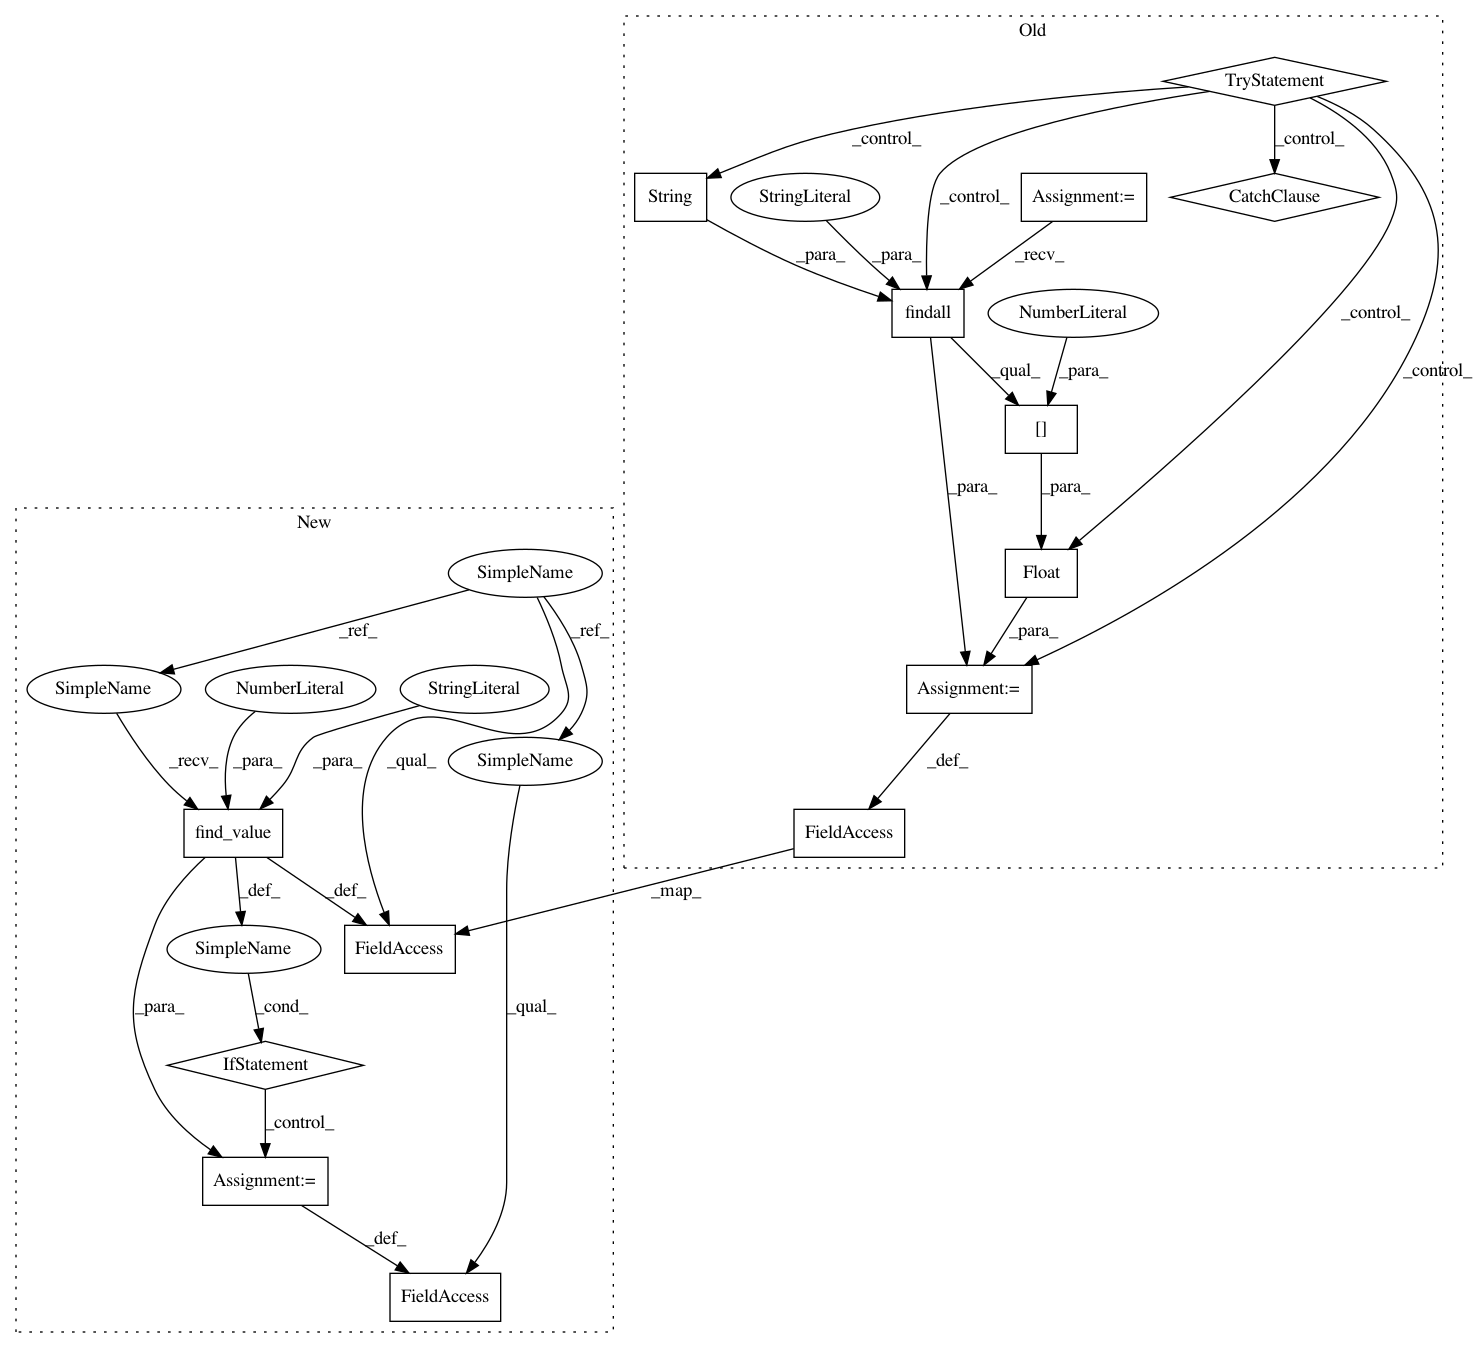 Old
TryStatement
_control_
_control_
String
StringLiteral
Assignment:=
_control_
CatchClause
_para_
_para_
_recv_
findall
NumberLiteral
_control_
_qual_
_para_
_control_
[]
_para_
_para_
New
Float
SimpleName
_ref_
_ref_
_para_
SimpleName
NumberLiteral
StringLiteral
Assignment:=
_recv_
_para_
_para_
_qual_
SimpleName
_def_
find_value
FieldAccess
_def_
_def_
_map_
SimpleName
FieldAccess
_para_
_cond_
_qual_
IfStatement
_control_
Assignment:=
_def_
FieldAccess